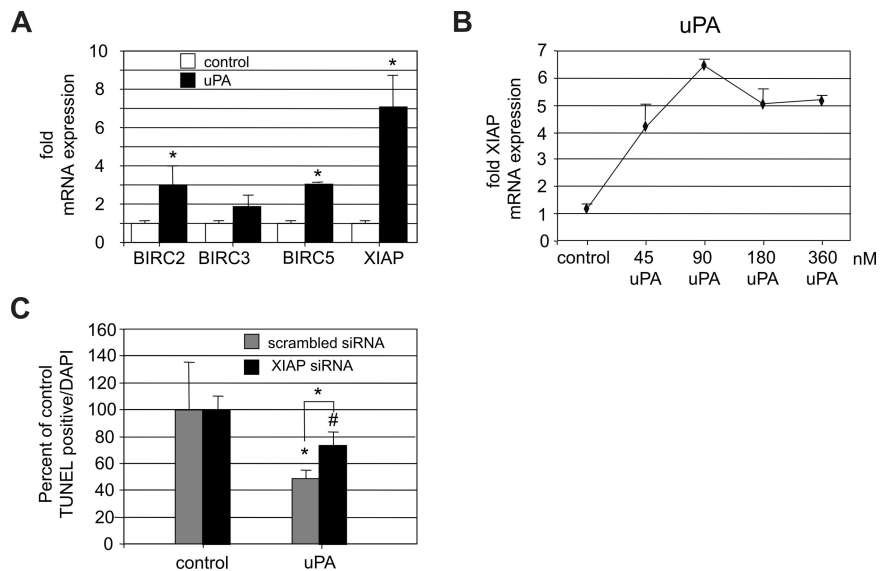 A
fold
mRNA expression
10
8
6
4
2
0
control
uPA
*
*
*
BIRC2 BIRC3 BIRC5 XIAP
B
uPA
fold XIAP
mRNA expression
7
6
5
4
3
2
1
0
control 45 90 180 360 nM
uPA uPA uPA uPA
C
Percent of control
TUNEL positive/DAPI
160
140
120
100
80
60
40
20
0
scrambled siRNA
XIAP siRNA
*
#
*
control uPA